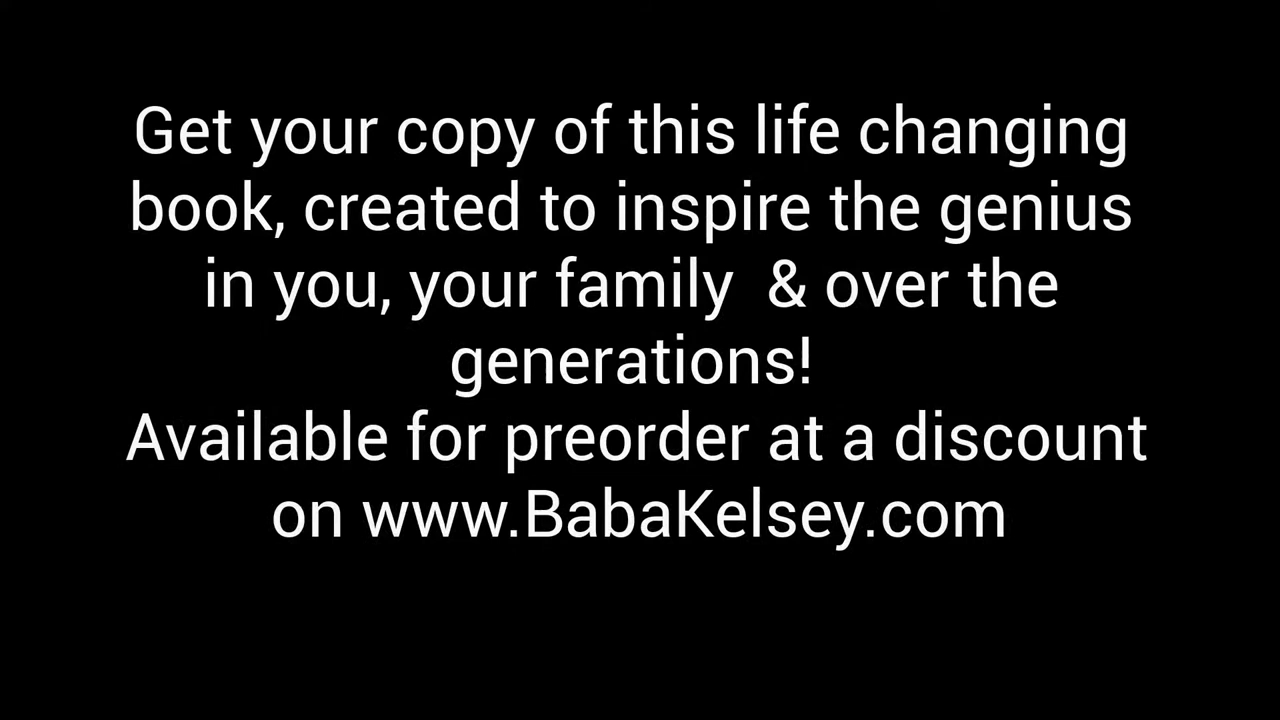 Get your copy of this life changing
book, created to inspire the genius
in you, your family  & over the
generations!
Available for preorder at a discount
on www.BabaKelsey.com